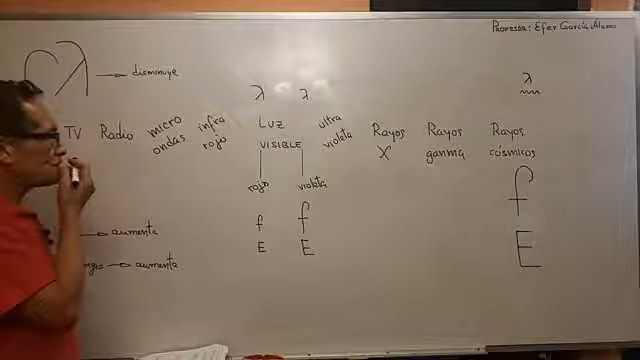 Professa: Efer García Álamo
λ → disminuye
λ λ λ
TV Radio micro ondas infra rojo Luz VISIBLE ultra violeta Rayos X Rayos gamma Rayos cósmicos
rojo violeta
f f f
→ aumenta
E E E
→ aumenta